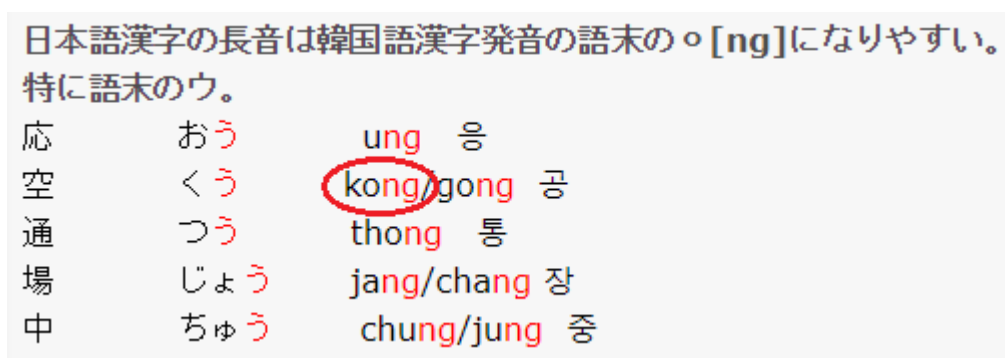 日本語漢字の長音は韓国語漢字発音の語末のㅇ[ng]になりやすい。
特に語末のウ。
応 おう ung 응
空 くう kong/gong 공
通 つう thong 통
場 じょう jang/chang 장
中 ちゅう chung/jung 중